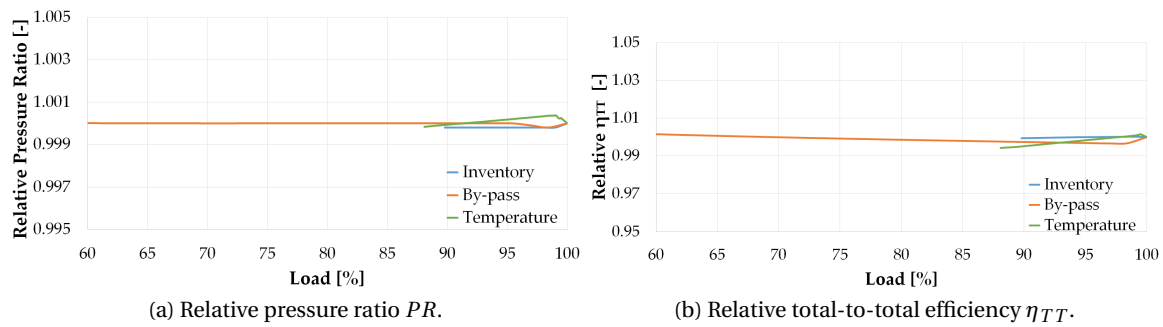 Relative Pressure Ratio [-]
1.005
1.003
1.001
0.999
0.997
0.995
Inventory
By-pass
Temperature
60 65 70 75 80 85 90 95 100
Load [%]
(a) Relative pressure ratio PR.
Relative ηTT [-]
1.05
1.03
1.01
0.99
0.97
0.95
Inventory
By-pass
Temperature
60 65 70 75 80 85 90 95 100
Load [%]
(b) Relative total-to-total efficiency ηTT.